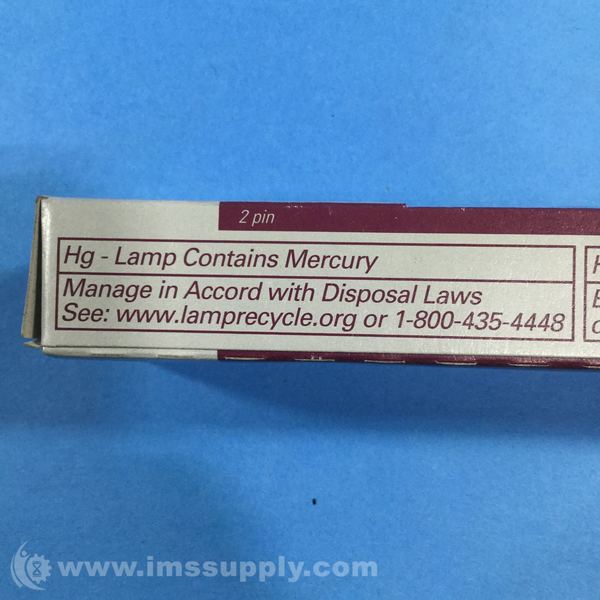 2 pin
Hg - Lamp Contains Mercury
Manage in Accord with Disposal Laws
See: www.lamprecycle.org or 1-800-435-4448
www.imssupply.com